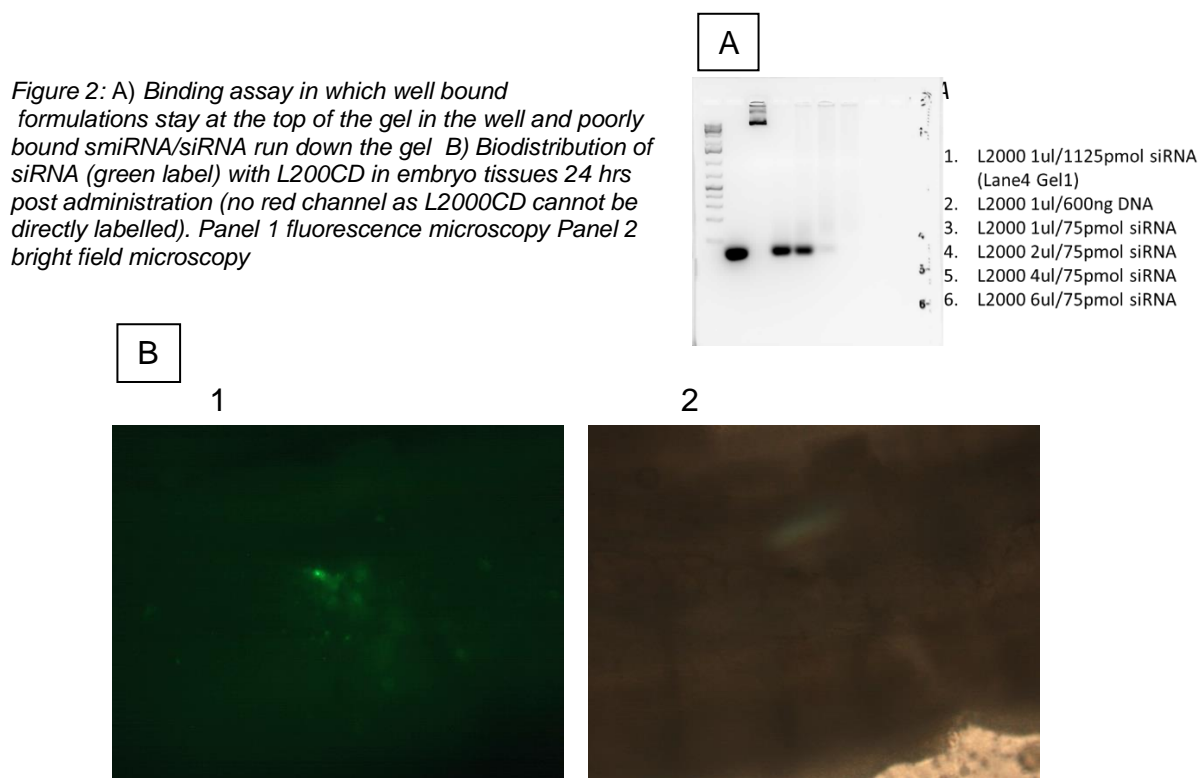 A
Figure 2: A) Binding assay in which well bound
formulations stay at the top of the gel in the well and poorly
bound smiRNA/siRNA run down the gel B) Biodistribution of
siRNA (green label) with L200CD in embryo tissues 24 hrs
post administration (no red channel as L2000CD cannot be
directly labelled). Panel 1 fluorescence microscopy Panel 2
bright field microscopy
1. L2000 1ul/1125pmol siRNA
(Lane4 Gel1)
2. L2000 1ul/600ng DNA
3. L2000 1ul/75pmol siRNA
4. L2000 2ul/75pmol siRNA
5. L2000 4ul/75pmol siRNA
6. L2000 6ul/75pmol siRNA
B
1
2